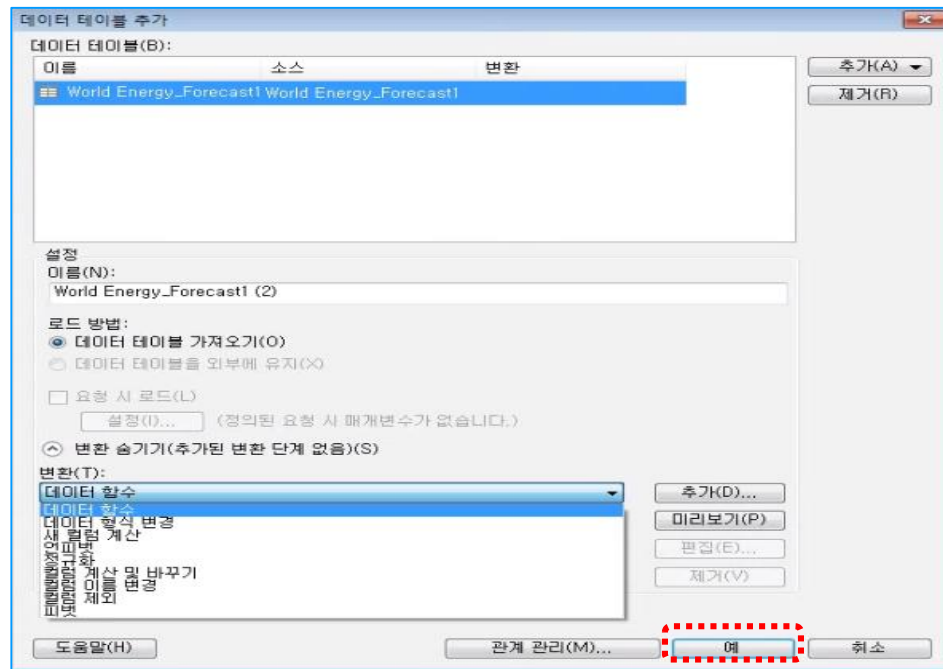 데이터 테이블 추가
데이터 테이블(B):
이름 소스 변환
추가(A)
World Energy_Forecast1 World Energy_Forecast1
제거(R)
설정
이름(N):
World Energy_Forecast1 (2)
로드 방법:
데이터 테이블 가져오기(O)
데이터 테이블을 외부에 유지(X)
요청 시 로드(L)
설정(I)... (정의된 요청 시 매개변수가 없습니다.)
변환 숨기기(추가된 변환 단계 없음)(S)
변환(T):
데이터 함수
추가(D)...
데이터 함수
데이터 형식 변경
미리보기(P)
새 컬럼 계산
언피벗
편집(E)...
정규화
컬럼 계산 및 바꾸기
컬럼 이름 변경
제거(V)
컬럼 제외
피벗
도움말(H) 관계 관리(M)... 예 취소